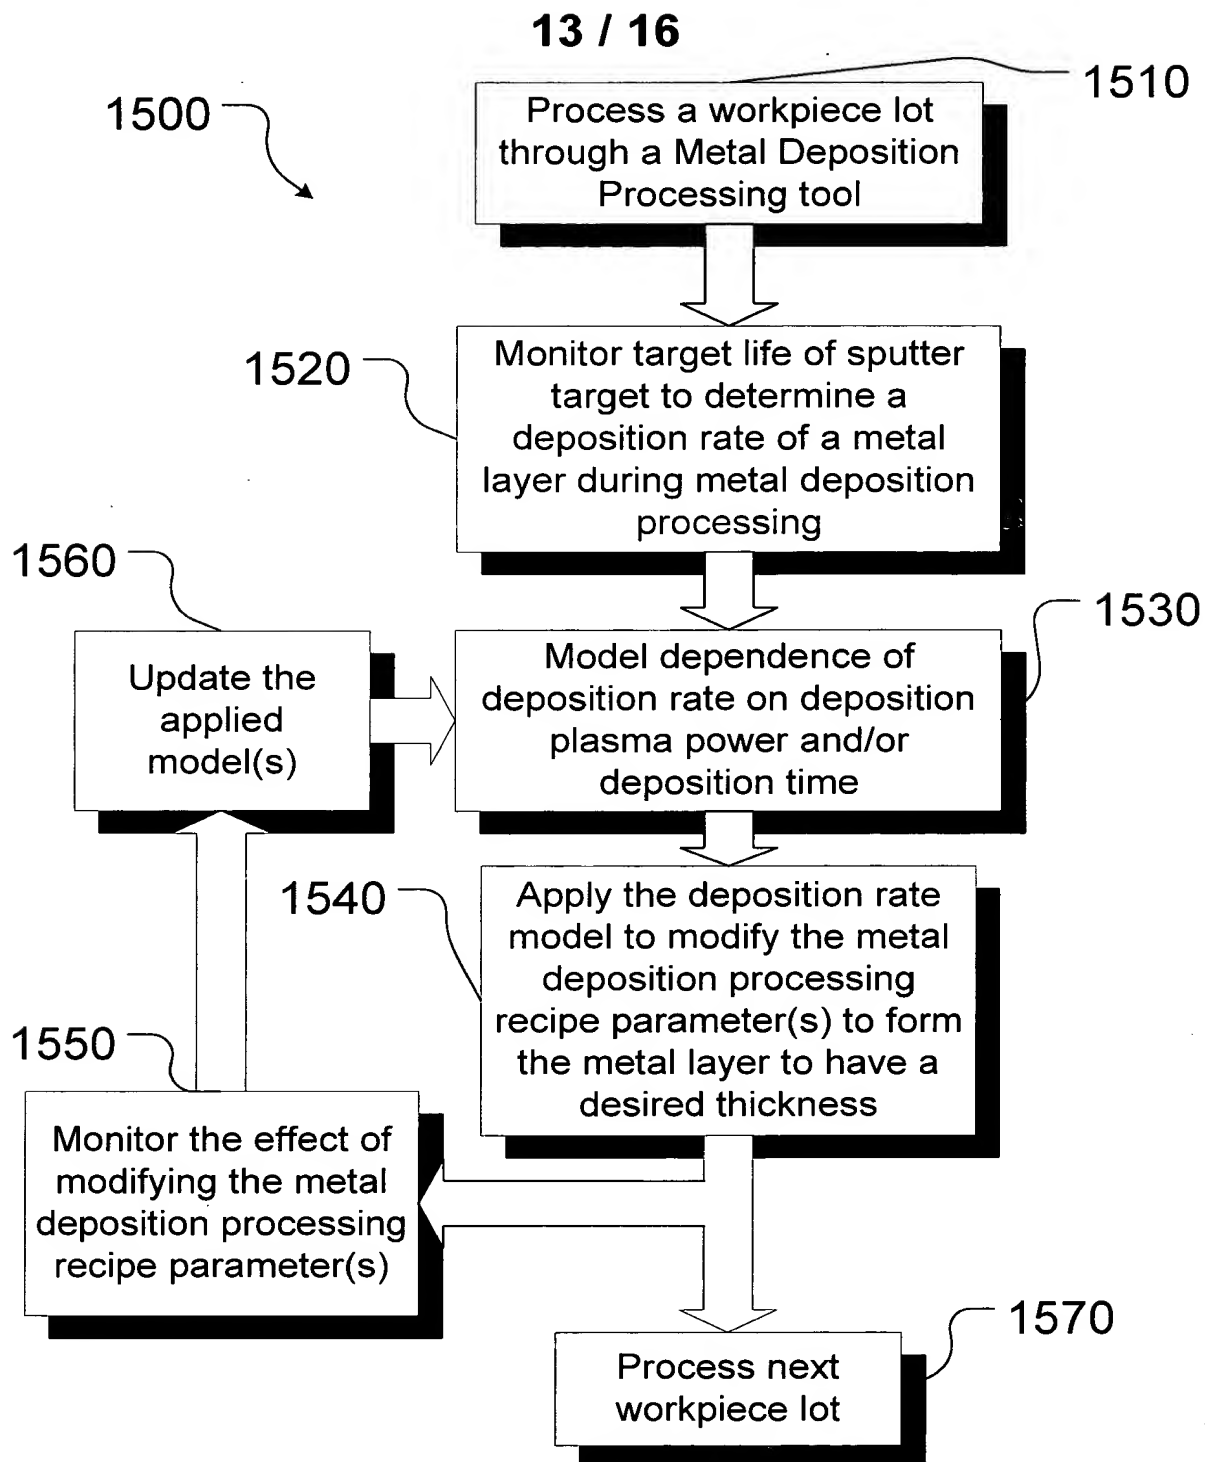 13 / 16
1500
1510
Process a workpiece lot
through a Metal Deposition
Processing tool
1520
Monitor target life of sputter
target to determine a
deposition rate of a metal
layer during metal deposition
processing
1560
Update the
applied
model(s)
1530
Model dependence of
deposition rate on deposition
plasma power and/or
deposition time
1540
Apply the deposition rate
model to modify the metal
deposition processing
recipe parameter(s) to form
the metal layer to have a
desired thickness
1550
Monitor the effect of
modifying the metal
deposition processing
recipe parameter(s)
1570
Process next
workpiece lot